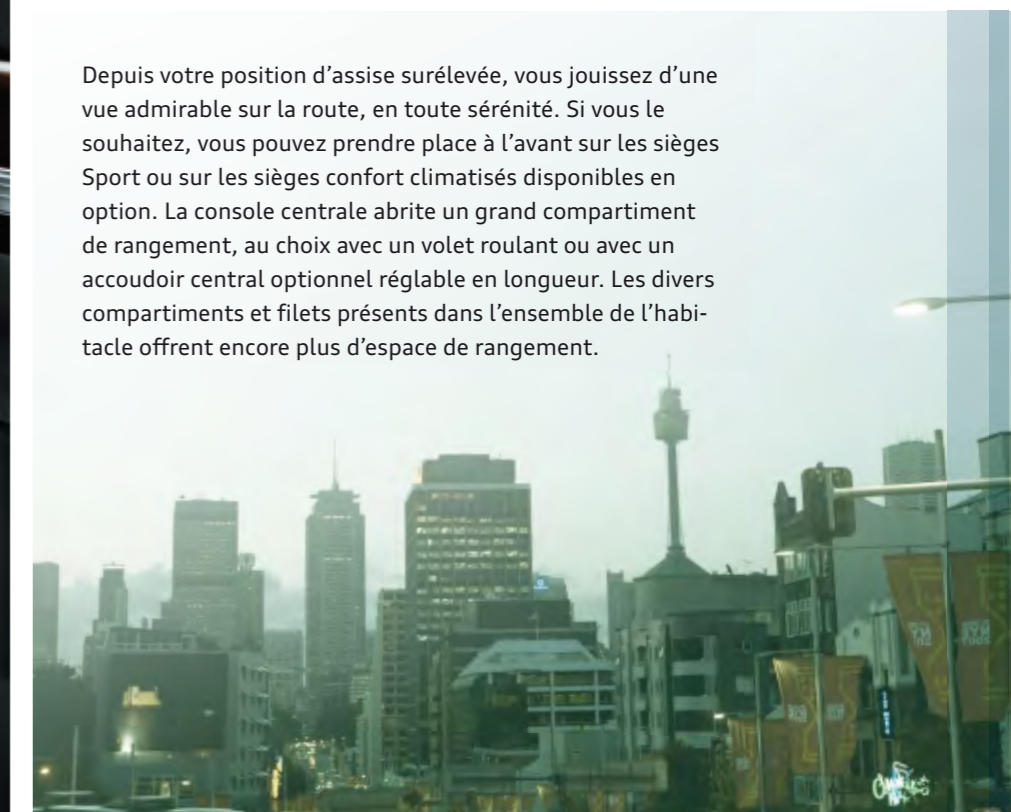 Depuis votre position d’assise surélevée, vous jouissez d’une
vue admirable sur la route, en toute sérénité. Si vous le
souhaitez, vous pouvez prendre place à l’avant sur les sièges
Sport ou sur les sièges confort climatisés disponibles en
option. La console centrale abrite un grand compartiment
de rangement, au choix avec un volet roulant ou avec un
accoudoir central optionnel réglable en longueur. Les divers
compartiments et filets présents dans l’ensemble de l’habi-
tacle offrent encore plus d’espace de rangement.